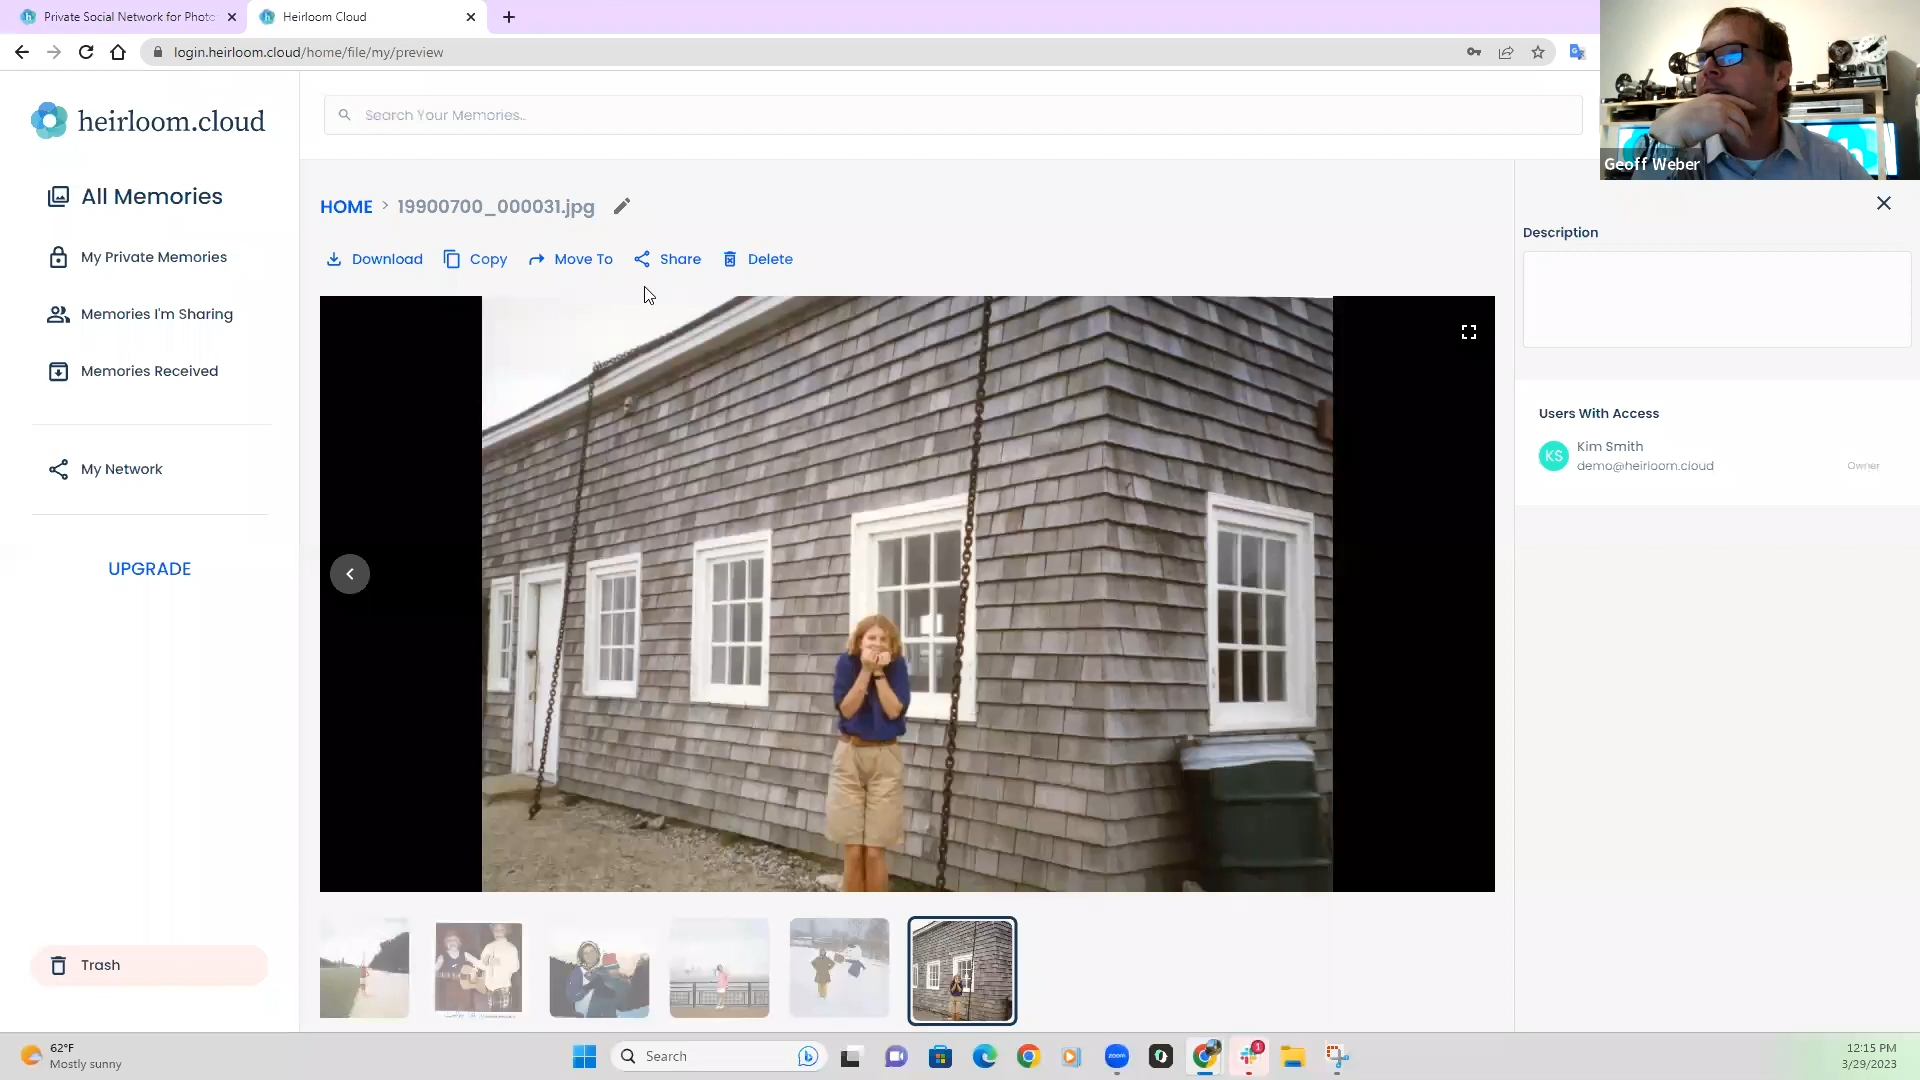 Private Social Network for Photo
Heirloom Cloud
login.heirloom.cloud/home/file/my/preview
heirloom.cloud
Search Your Memories..
Geoff Weber
All Memories
My Private Memories
Memories I'm Sharing
Memories Received
My Network
UPGRADE
Trash
HOME > 19900700_000031.jpg
Download
Copy
Move To
Share
Delete
Description
Users With Access
KS
Kim Smith
demo@heirloom.cloud
Owner
62°F
Mostly sunny
Search
zoom
1
12:15 PM
3/29/2023